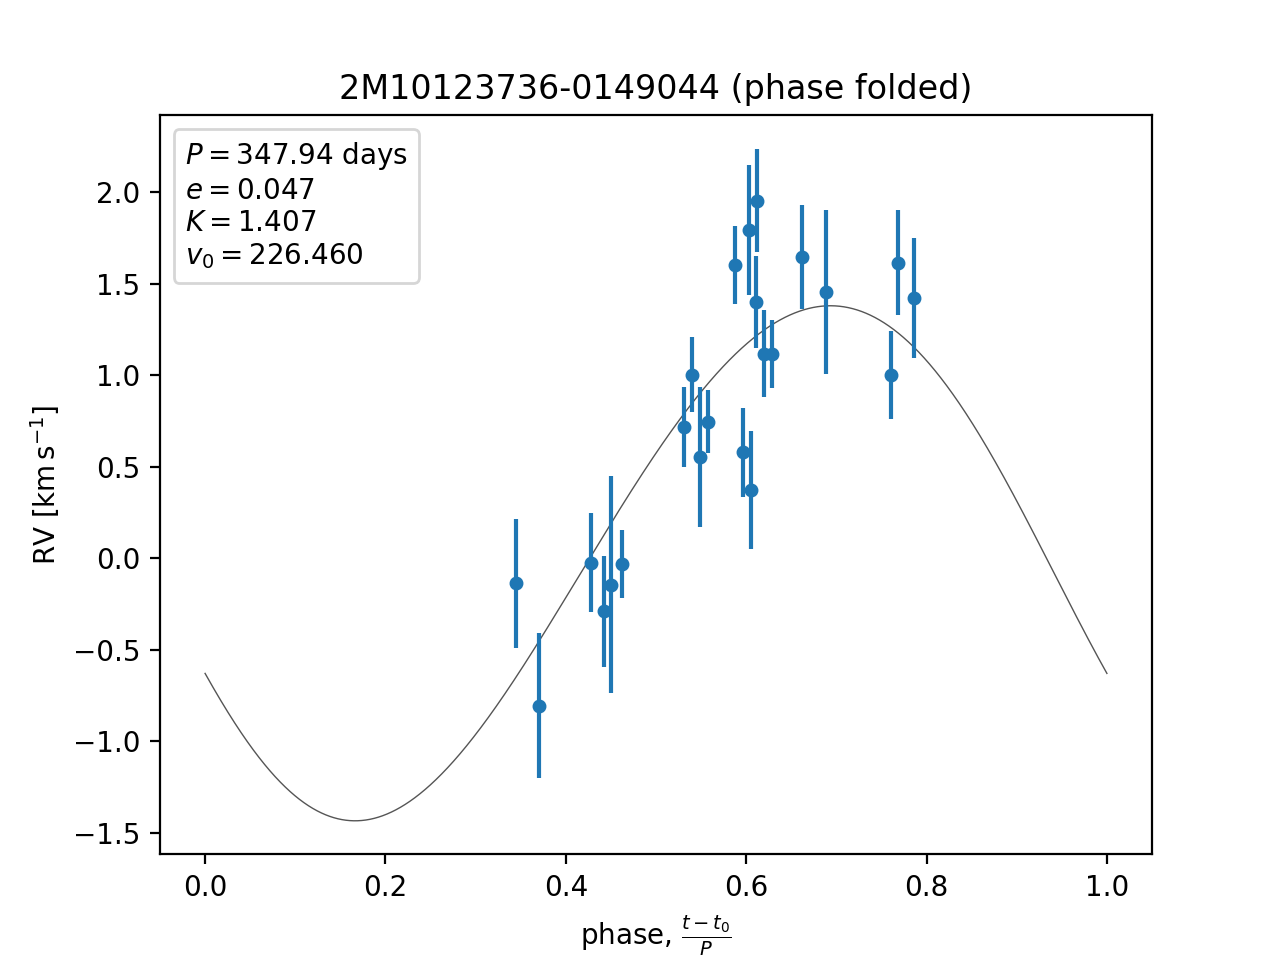 2M10123736-0149044 (phase folded)
P = 347.94 days
e = 0.047
K = 1.407
v₀ = 226.460
2.0
1.5
1.0
0.5
0.0
−0.5
−1.0
−1.5
RV [km s⁻¹]
0.0 0.2 0.4 0.6 0.8 1.0
phase, (t − t₀)/P